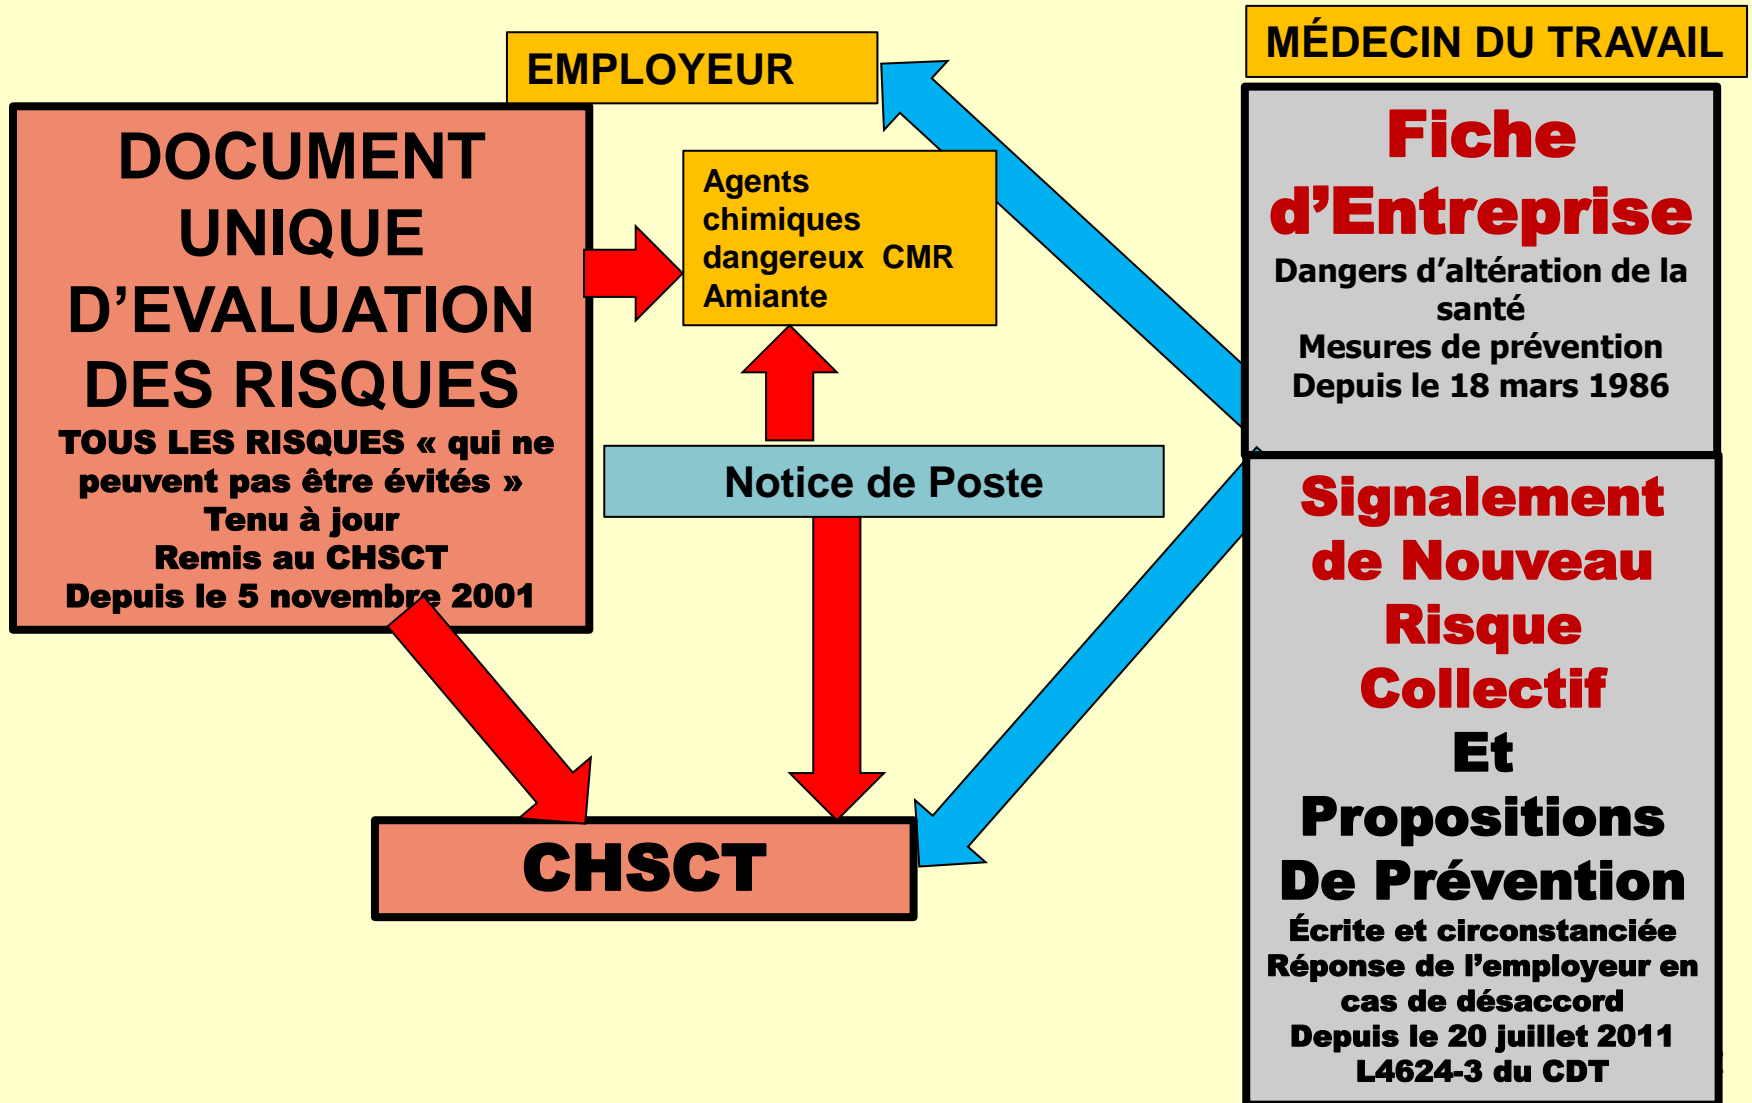 EMPLOYEUR
MÉDECIN DU TRAVAIL
DOCUMENT
UNIQUE
D’EVALUATION
DES RISQUES
TOUS LES RISQUES « qui ne
peuvent pas être évités »
Tenu à jour
Remis au CHSCT
Depuis le 5 novembre 2001
Agents
chimiques
dangereux CMR
Amiante
Notice de Poste
CHSCT
Fiche
d’Entreprise
Dangers d’altération de la
santé
Mesures de prévention
Depuis le 18 mars 1986
Signalement
de Nouveau
Risque
Collectif
Et
Propositions
De Prévention
Écrite et circonstanciée
Réponse de l’employeur en
cas de désaccord
Depuis le 20 juillet 2011
L4624-3 du CDT